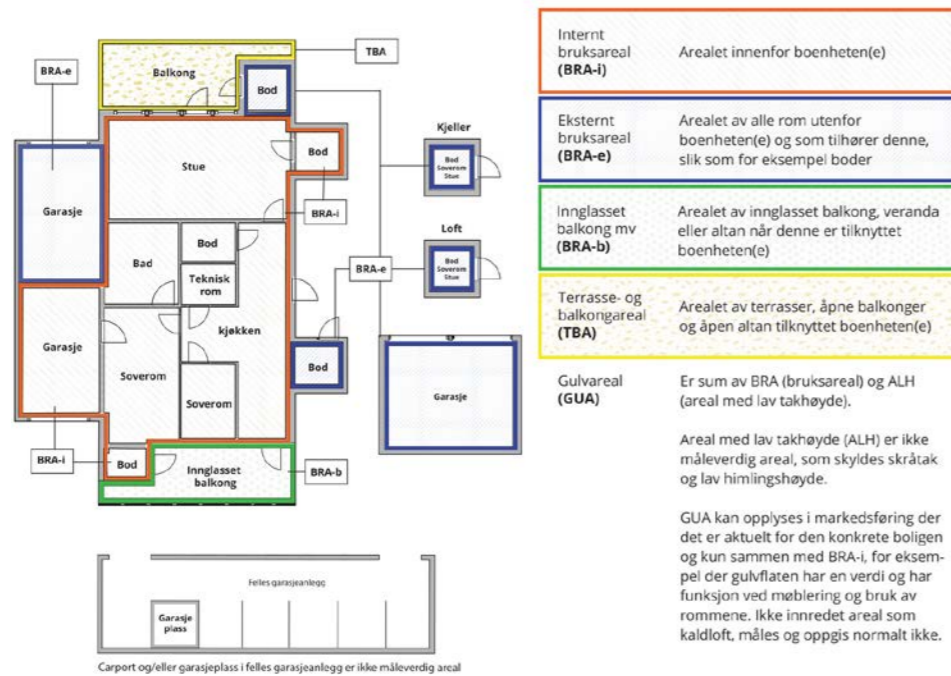 TBA
BRA-e
Balkong
Bod
Kjeller
Bod
Soverom
Stue
Stue
Bod
BRA-i
Garasje
Loft
Bod
Soverom
Stue
Bad
Bod
Teknisk
rom
BRA-e
kjøkken
Garasje
Soverom
Soverom
Bod
Garasje
BRA-i
Bod
Innglasset
balkong
BRA-b
Felles garasjeanlegg
Garasje
plass
Carport og/eller garasjeplass i felles garasjeanlegg er ikke måleverdig areal
Internt
bruksareal
(BRA-i)
Arealet innenfor boenheten(e)
Eksternt
bruksareal
(BRA-e)
Arealet av alle rom utenfor
boenheten(e) og som tilhører denne,
slik som for eksempel boder
Innglasset
balkong mv
(BRA-b)
Arealet av innglasset balkong, veranda
eller altan når denne er tilknyttet
boenheten(e)
Terrasse- og
balkongareal
(TBA)
Arealet av terrasser, åpne balkonger
og åpen altan tilknyttet boenheten(e)
Gulvareal
(GUA)
Er sum av BRA (bruksareal) og ALH
(areal med lav takhøyde).
Areal med lav takhøyde (ALH) er ikke
måleverdig areal, som skyldes skråtak
og lav himlingshøyde.
GUA kan opplyses i markedsføring der
det er aktuelt for den konkrete boligen
og kun sammen med BRA-i, for eksem-
pel der gulvflaten har en verdi og har
funksjon ved møblering og bruk av
rommene. Ikke innredet areal som
kaldloft, måles og oppgis normalt ikke.